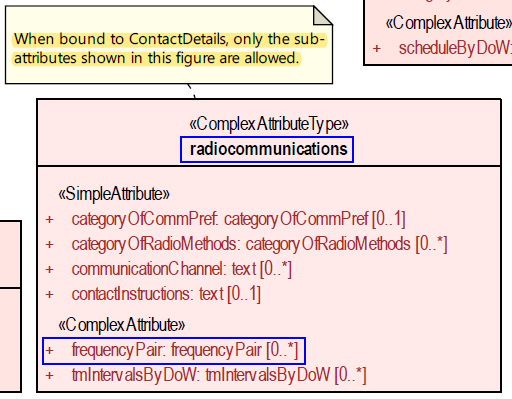 When bound to ContactDetails, only the sub-
attributes shown in this figure are allowed.
«ComplexAttribute»
+ scheduleByDoW:
«ComplexAttributeType»
radiocommunications
«SimpleAttribute»
+ categoryOfCommPref: categoryOfCommPref [0..1]
+ categoryOfRadioMethods: categoryOfRadioMethods [0..*]
+ communicationChannel: text [0..*]
+ contactInstructions: text [0..1]
«ComplexAttribute»
+ frequencyPair: frequencyPair [0..*]
+ tmIntervalsByDoW: tmIntervalsByDoW [0..*]